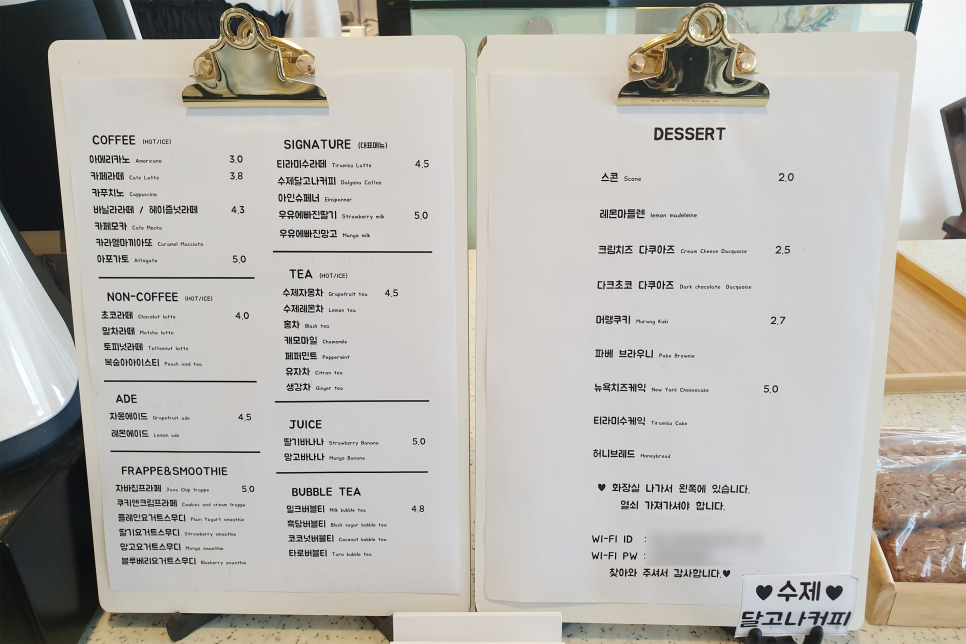 COFFEE (HOT/ICE)
아메리카노 Americano 3.0
카페라떼 Cafe Latte 3.8
카푸치노 Cappuccino
바닐라라떼 / 헤이즐넛라떼 4.3
카페모카 Cafe Mocha
카라멜마끼아또 Caramel Macciato
아포가토 Affogato 5.0
NON-COFFEE (HOT/ICE)
초코라떼 Chocolat latte 4.0
말차라떼 Matcha latte
토피넛라떼 Toffeenut latte
복숭아아이스티 Peach iced tea
ADE
자몽에이드 Grapefruit ade 4.5
레몬에이드 Lemon ade
FRAPPE&SMOOTHIE
자바칩프라페 Java Chip frappe 5.0
쿠키앤크림프라페 Cookies and cream frappe
플레인요거트스무디 Plain Yogurt smoothie
딸기요거트스무디 Strawberry smoothie
망고요거트스무디 Mango smoothie
블루베리요거트스무디 Blueberry smoothie
SIGNATURE (대표메뉴)
티라미수라떼 Tiramisu Latte 4.5
수제달고나커피 Dalgona Coffee
아인슈페너 Einspanner
우유에빠진딸기 Strawberry milk 5.0
우유에빠진망고 Mango milk
TEA (HOT/ICE)
수제자몽차 Grapefruit tea 4.5
수제레몬차 Lemon tea
홍차 Black tea
캐모마일 Chamomile
페퍼민트 Peppermint
유자차 Citron tea
생강차 Ginger tea
JUICE
딸기바나나 Strawberry Banana 5.0
망고바나나 Mango Banana
BUBBLE TEA
밀크버블티 Milk bubble tea 4.8
흑당버블티 Black sugar bubble tea
코코넛버블티 Coconut bubble tea
타로버블티 Taro bubble tea
DESSERT
스콘 Scone 2.0
레몬마들렌 lemon madeleine
크림치즈 다쿠아즈 Cream Cheese Dacquoise 2.5
다크초코 다쿠아즈 Dark chocolate Dacquoise
머랭쿠키 Murang Kuki 2.7
파베 브라우니 Pabe Brownie
뉴욕치즈케익 New York Cheesecake 5.0
티라미수케익 Tiramisu Cake
허니브레드 Honeybread
♥ 화장실 나가서 왼쪽에 있습니다.
열쇠 가져가셔야 합니다.
WI-FI ID :
WI-FI PW :
찾아와 주셔서 감사합니다.♥
♥수제♥
달고나커피